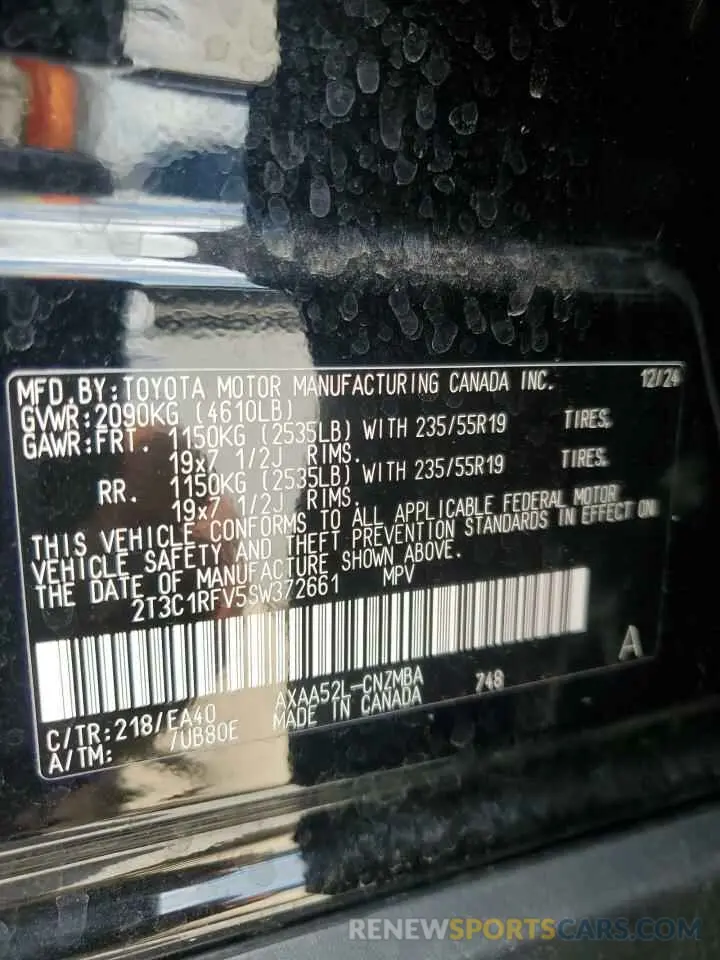 MFD.BY:TOYOTA MOTOR MANUFACTURING CANADA INC. 12/24
GVWR:2090KG (4610LB)
GAWR:FRT. 1150KG (2535LB) WITH 235/55R19 TIRES.
19x7 1/2J RIMS.
RR. 1150KG (2535LB) WITH 235/55R19 TIRES.
19x7 1/2J RIMS.
THIS VEHICLE CONFORMS TO ALL APPLICABLE FEDERAL MOTOR
VEHICLE SAFETY AND THEFT PREVENTION STANDARDS IN EFFECT ON
THE DATE OF MANUFACTURE SHOWN ABOVE.
2T3C1RFV5SW372661 MPV
A
C/TR:218/EA40 AXAA52L-CNZMBA 748
A/TM: /UB80E MADE IN CANADA
RENEWSPORTSCARS.COM